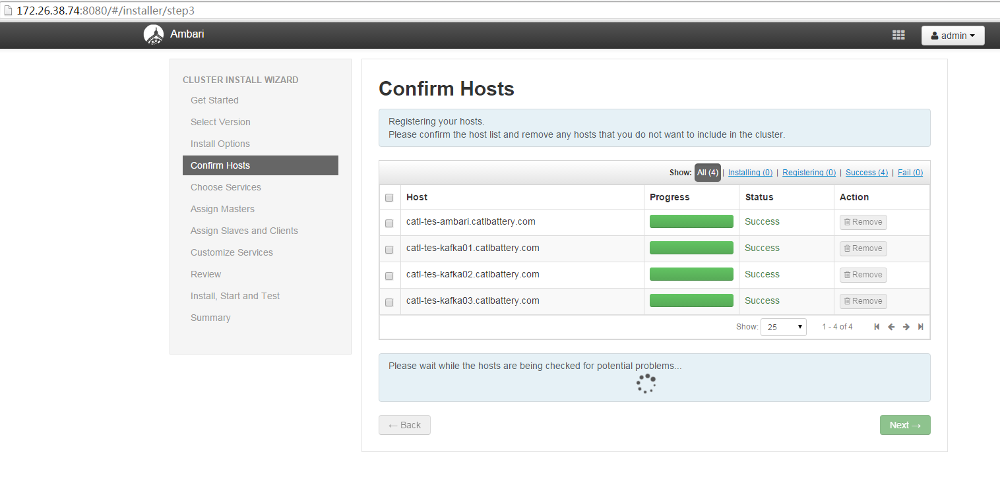 172.26.38.74:8080/#/installer/step3
Ambari
admin
CLUSTER INSTALL WIZARD
Get Started
Select Version
Install Options
Confirm Hosts
Choose Services
Assign Masters
Assign Slaves and Clients
Customize Services
Review
Install, Start and Test
Summary
Confirm Hosts
Registering your hosts.
Please confirm the host list and remove any hosts that you do not want to include in the cluster.
Show: All (4) | Installing (0) | Registering (0) | Success (4) | Fail (0)
Host Progress Status Action
catl-tes-ambari.catlbattery.com Success Remove
catl-tes-kafka01.catlbattery.com Success Remove
catl-tes-kafka02.catlbattery.com Success Remove
catl-tes-kafka03.catlbattery.com Success Remove
Show: 25 1 - 4 of 4
Please wait while the hosts are being checked for potential problems...
← Back Next →